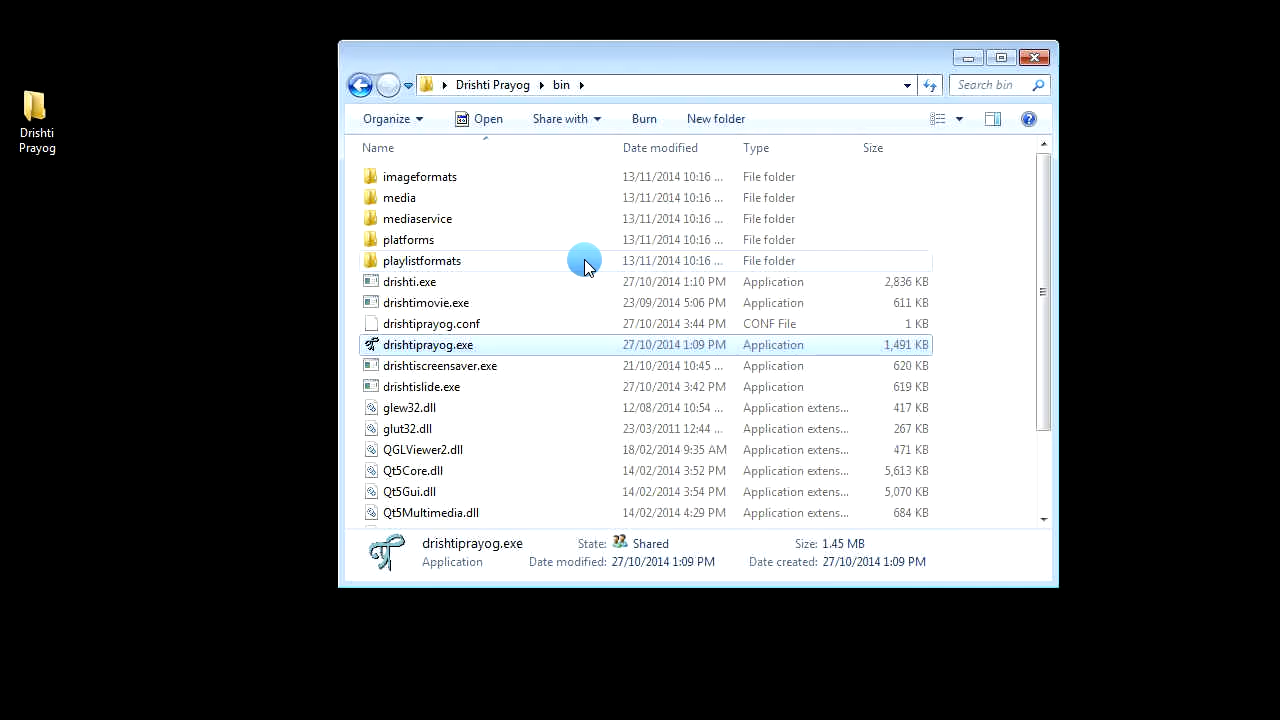 Drishti
Prayog
Drishti Prayog bin
Search bin
Organize Open Share with Burn New folder
Name Date modified Type Size
imageformats 13/11/2014 10:16 ... File folder
media 13/11/2014 10:16 ... File folder
mediaservice 13/11/2014 10:16 ... File folder
platforms 13/11/2014 10:16 ... File folder
playlistformats 13/11/2014 10:16 ... File folder
drishti.exe 27/10/2014 1:10 PM Application 2,836 KB
drishtimovie.exe 23/09/2014 5:06 PM Application 611 KB
drishtiprayog.conf 27/10/2014 3:44 PM CONF File 1 KB
drishtiprayog.exe 27/10/2014 1:09 PM Application 1,491 KB
drishtiscreensaver.exe 21/10/2014 10:45 ... Application 620 KB
drishtislide.exe 27/10/2014 3:42 PM Application 619 KB
glew32.dll 12/08/2014 10:54 ... Application extens... 417 KB
glut32.dll 23/03/2011 12:44 ... Application extens... 267 KB
QGLViewer2.dll 18/02/2014 9:35 AM Application extens... 471 KB
Qt5Core.dll 14/02/2014 3:52 PM Application extens... 5,613 KB
Qt5Gui.dll 14/02/2014 3:54 PM Application extens... 5,070 KB
Qt5Multimedia.dll 14/02/2014 4:29 PM Application extens... 684 KB
drishtiprayog.exe State: Shared Size: 1.45 MB
Application Date modified: 27/10/2014 1:09 PM Date created: 27/10/2014 1:09 PM